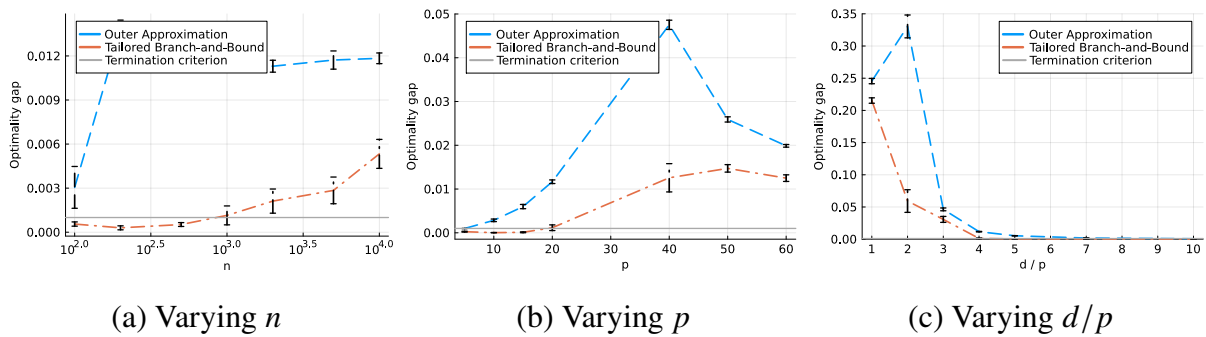 Outer Approximation
Tailored Branch-and-Bound
Termination criterion
Optimality gap
0.012
0.009
0.006
0.003
0.000
10^2.0 10^2.5 10^3.0 10^3.5 10^4.0
n
(a) Varying n
Outer Approximation
Tailored Branch-and-Bound
Termination criterion
Optimality gap
0.05
0.04
0.03
0.02
0.01
0.00
10 20 30 40 50 60
p
(b) Varying p
Outer Approximation
Tailored Branch-and-Bound
Termination criterion
Optimality gap
0.35
0.30
0.25
0.20
0.15
0.10
0.05
0.00
1 2 3 4 5 6 7 8 9 10
d / p
(c) Varying d/p